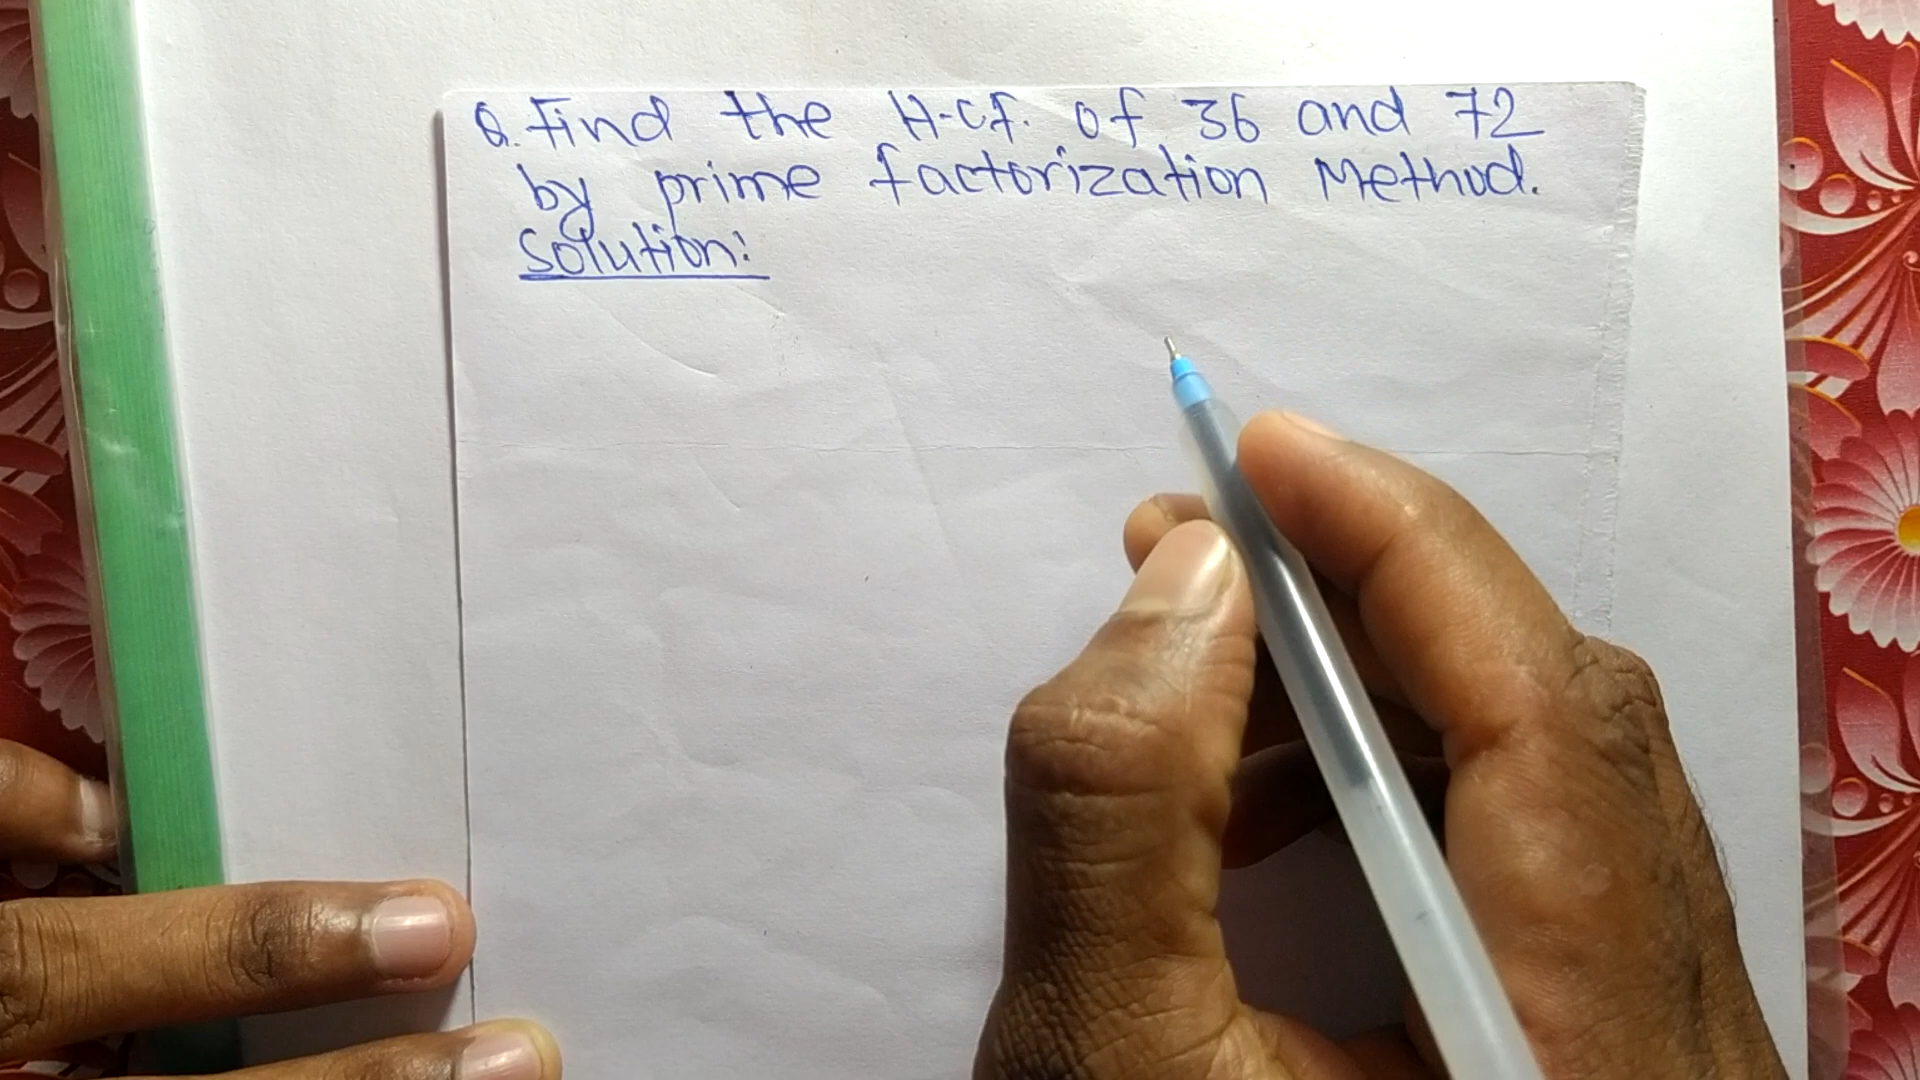 Q. Find the H.C.F. of 36 and 72
by prime factorization Method.
Solution: